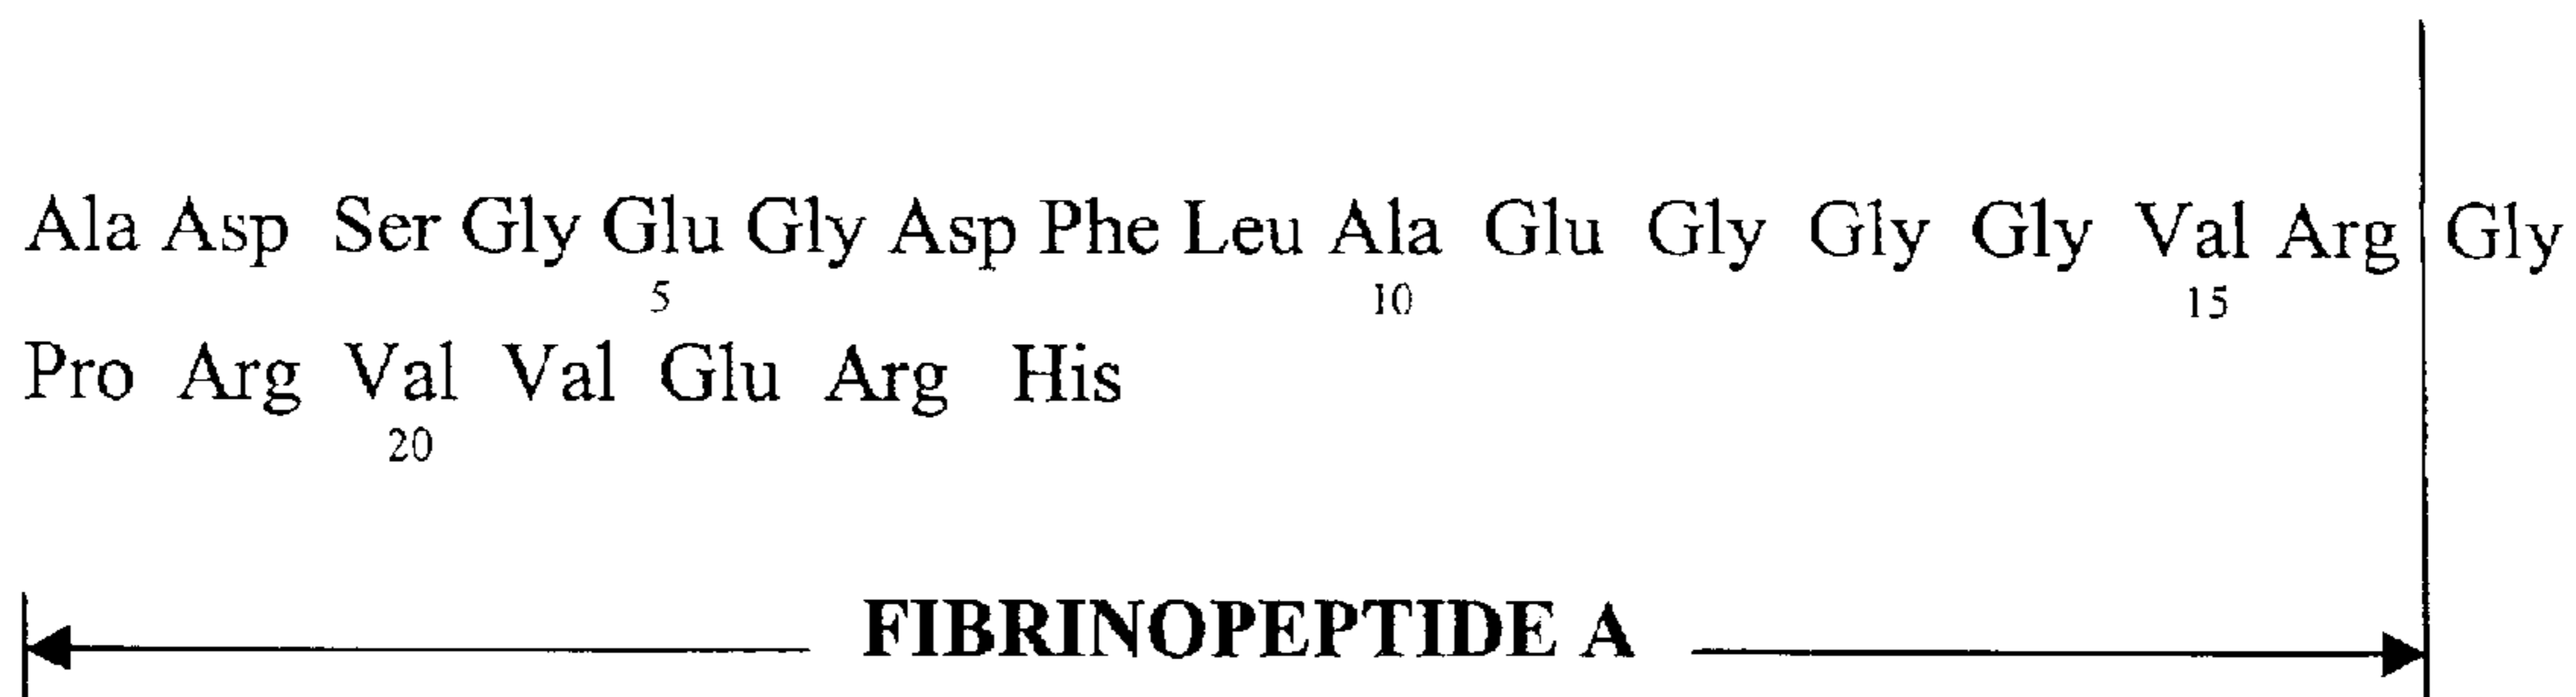 Ala Asp Ser Gly Glu Gly Asp Phe Leu Ala Glu Gly Gly Gly Val Arg Gly
5 10 15
Pro Arg Val Val Glu Arg His
20
FIBRINOPEPTIDE A